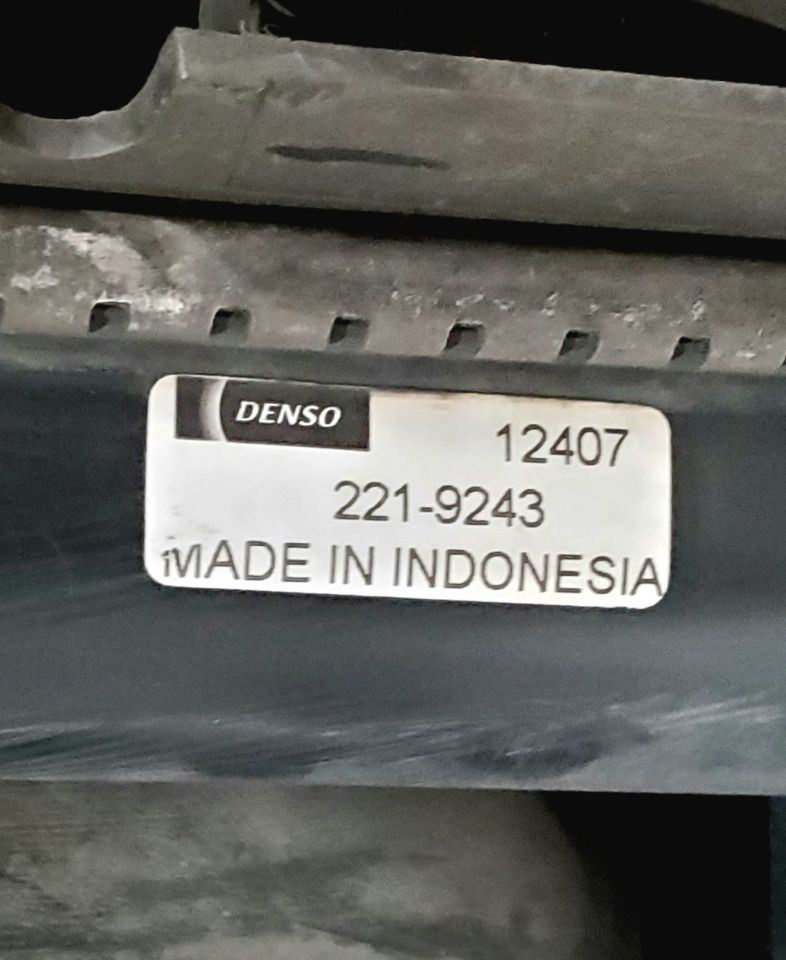 DENSO
12407
221-9243
MADE IN INDONESIA